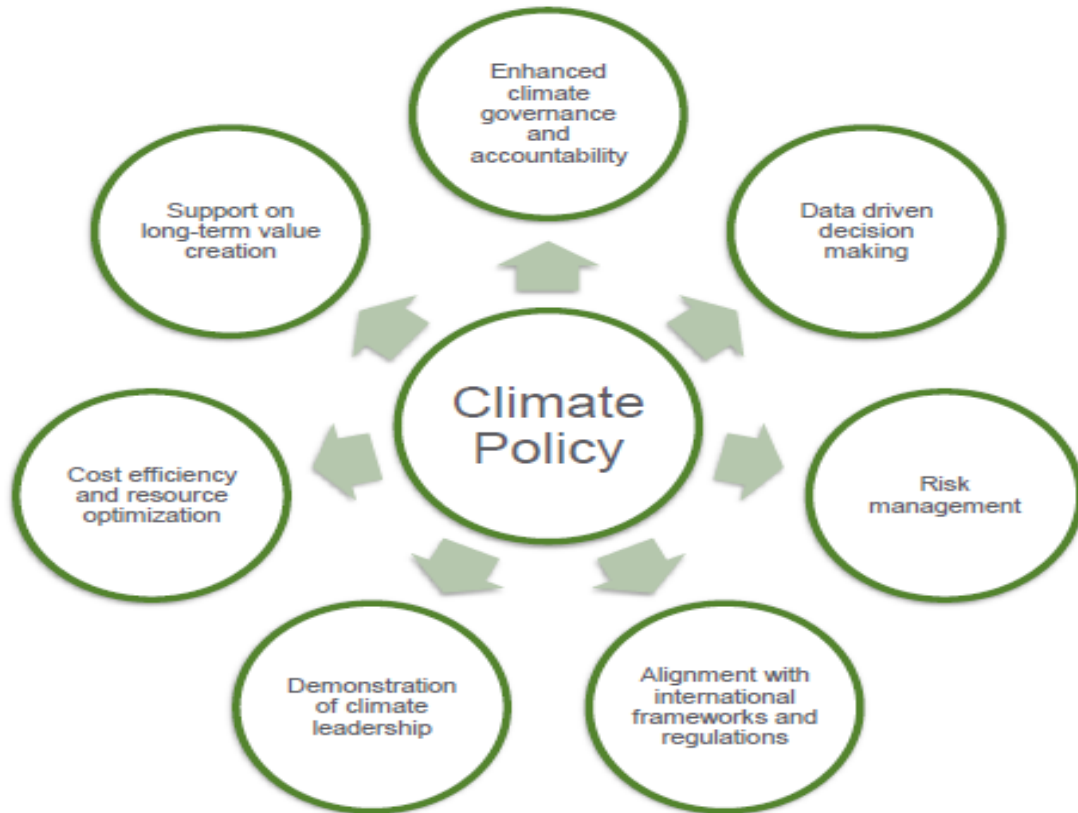 Enhanced
climate
governance
and
accountability
Support on
long-term value
creation
Data driven
decision
making
Climate
Policy
Cost efficiency
and resource
optimization
Risk
management
Demonstration
of climate
leadership
Alignment with
international
frameworks and
regulations